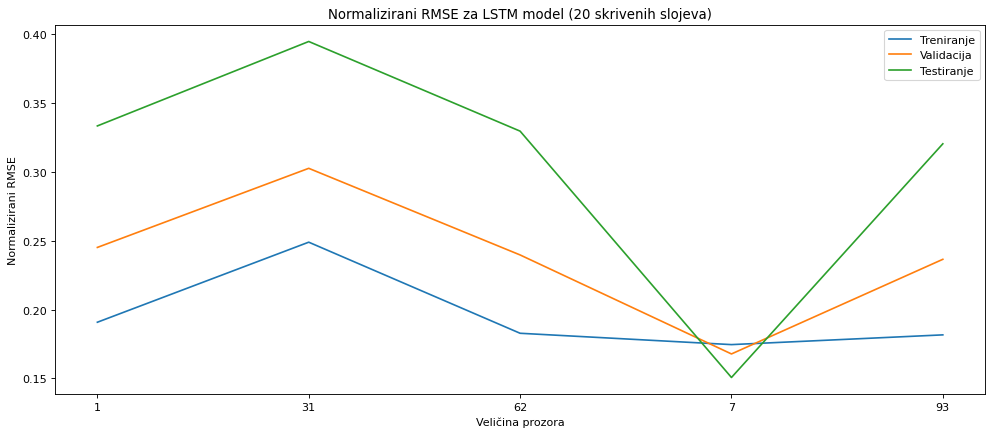 Normalizirani RMSE za LSTM model (20 skrivenih slojeva)
Treniranje
Validacija
Testiranje
Normalizirani RMSE
0.40
0.35
0.30
0.25
0.20
0.15
1 31 62 7 93
Veličina prozora